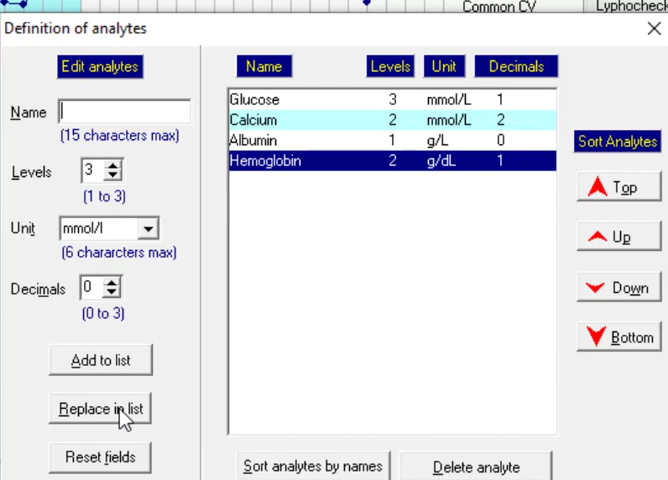 Common CV
Lyphocheck
Definition of analytes
Edit analytes
Name
(15 characters max)
Levels
3
(1 to 3)
Unit
mmol/l
(6 chararcters max)
Decimals
0
(0 to 3)
Add to list
Replace in list
Reset fields
Name Levels Unit Decimals
Glucose 3 mmol/L 1
Calcium 2 mmol/L 2
Albumin 1 g/L 0
Hemoglobin 2 g/dL 1
Sort analytes by names
Delete analyte
Sort Analytes
Top
Up
Down
Bottom